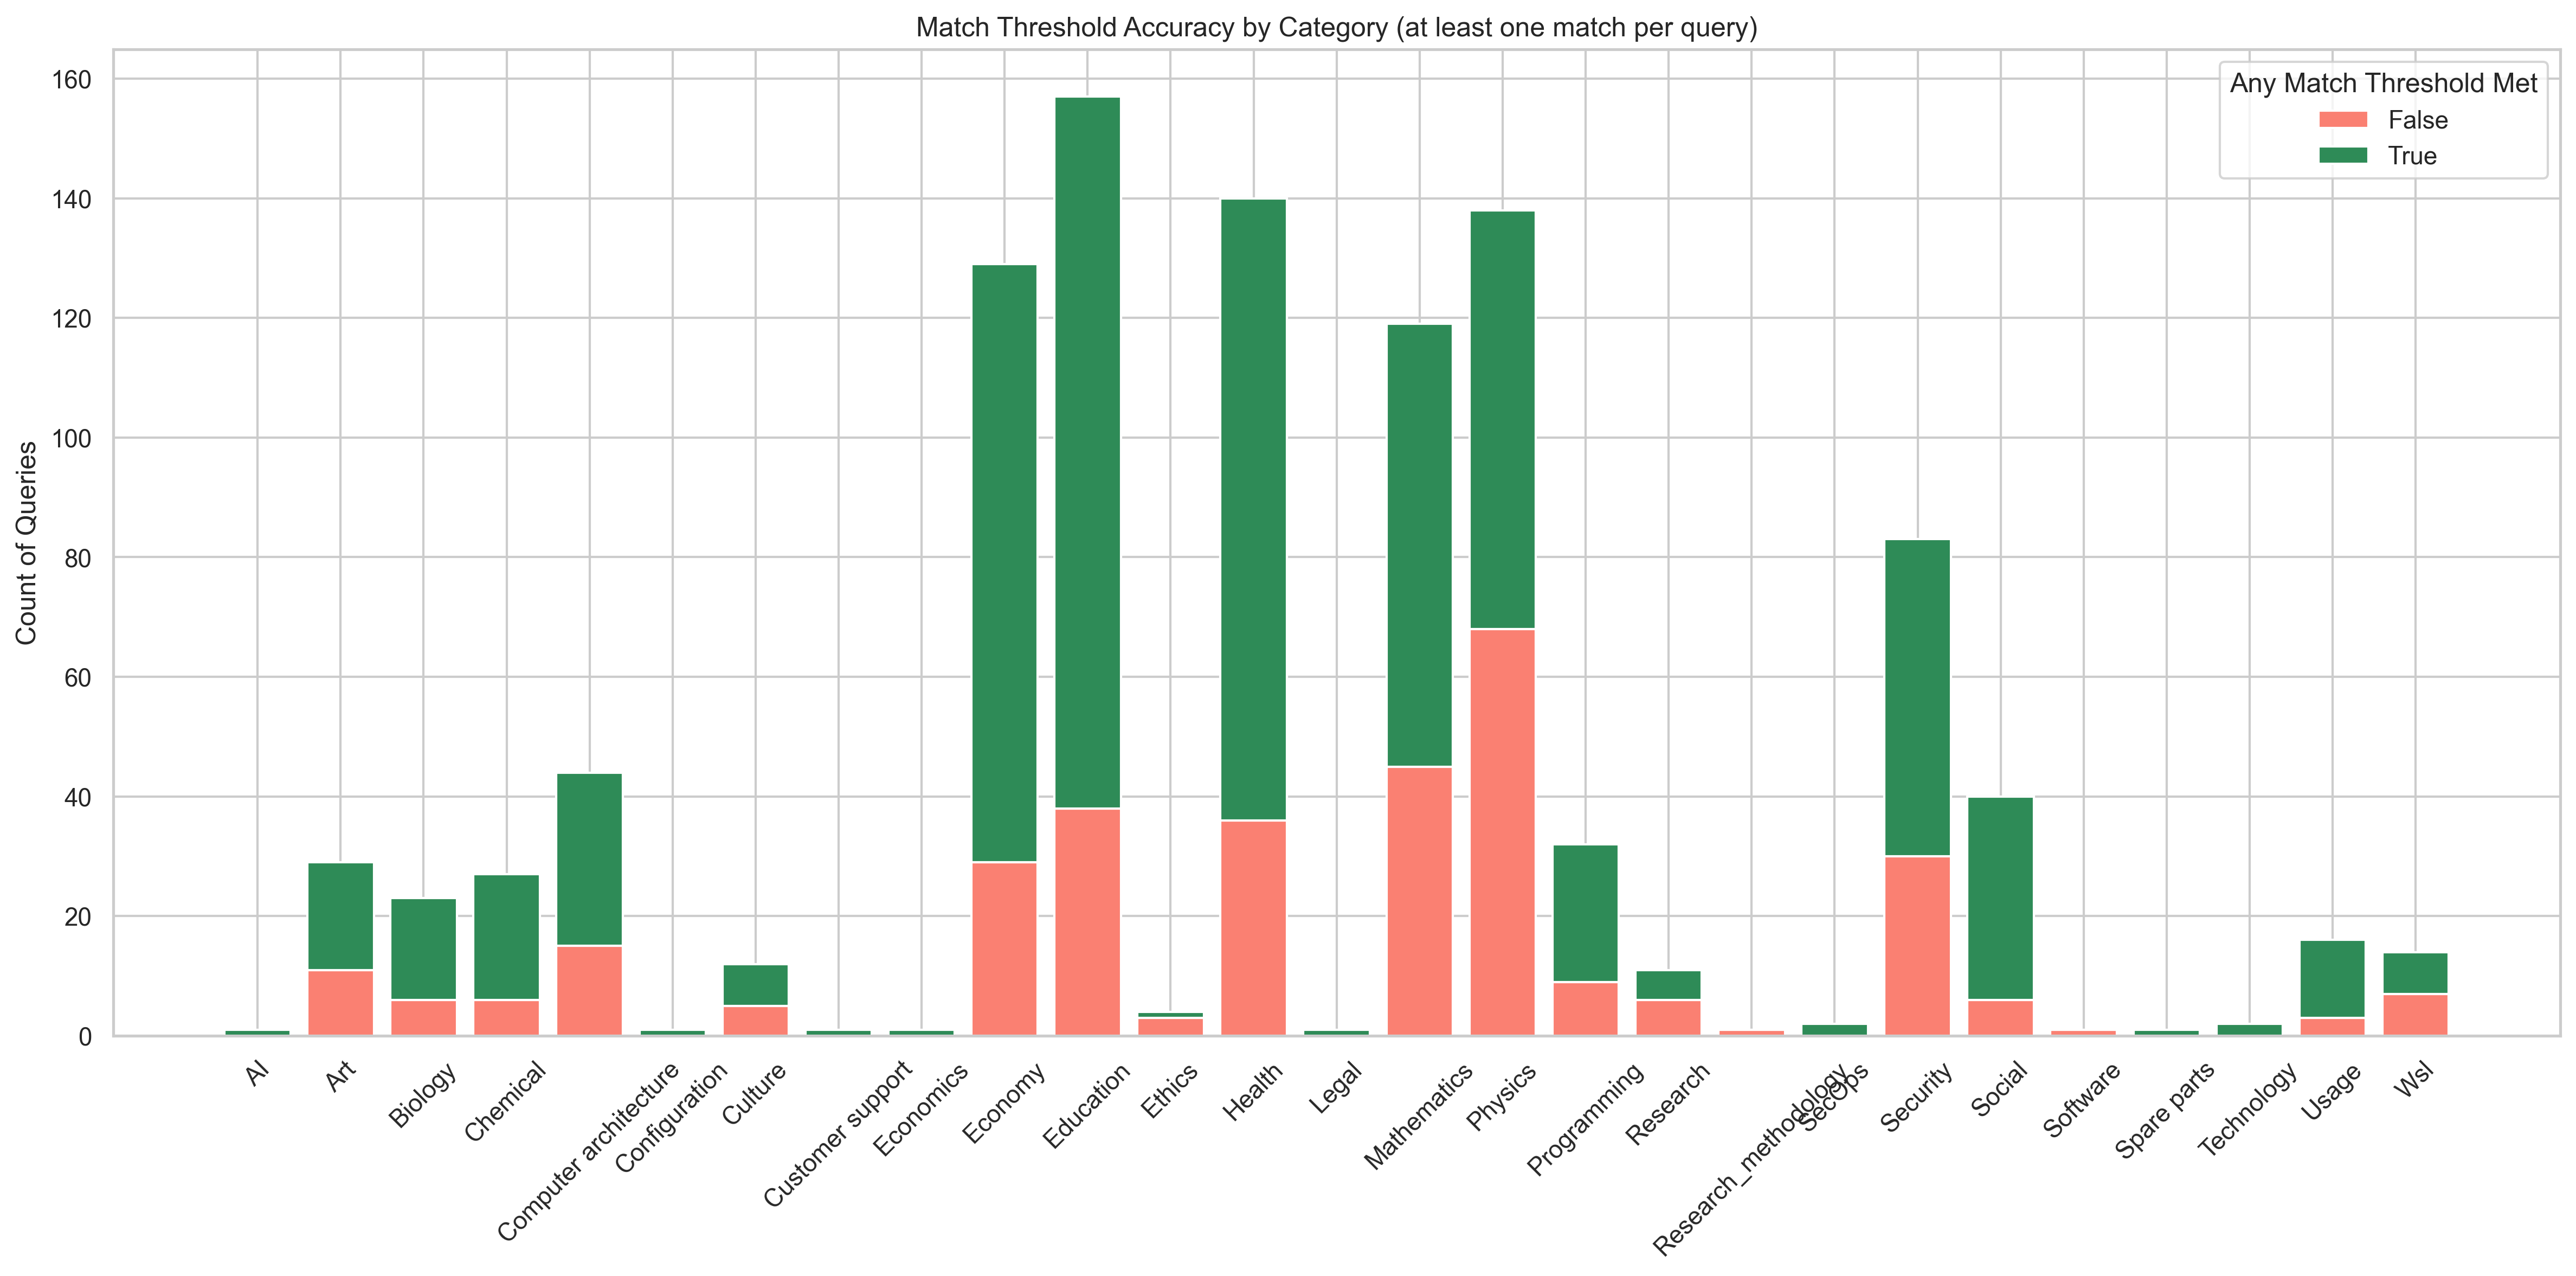 Match Threshold Accuracy by Category (at least one match per query)
Any Match Threshold Met
False
True
Count of Queries
160
140
120
100
80
60
40
20
0
AI
Art
Biology
Chemical
Computer architecture
Configuration
Culture
Customer support
Economics
Economy
Education
Ethics
Health
Legal
Mathematics
Physics
Programming
Research
Research_methodology
SecOps
Security
Social
Software
Spare parts
Technology
Usage
Wsl